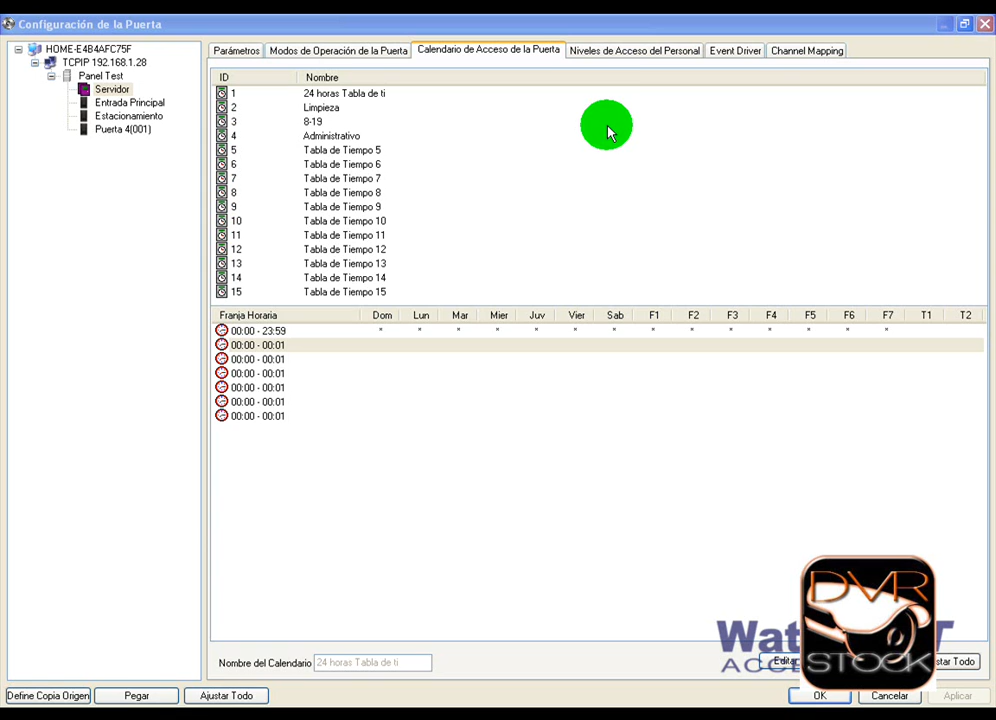 Configuración de la Puerta
HOME-E4B4AFC75F
TCPIP 192.168.1.28
Panel Test
Servidor
Entrada Principal
Estacionamiento
Puerta 4(001)
Parámetros Modos de Operación de la Puerta Calendario de Acceso de la Puerta Niveles de Acceso del Personal Event Driver Channel Mapping
ID Nombre
1 24 horas Tabla de ti
2 Limpieza
3 8-19
4 Administrativo
5 Tabla de Tiempo 5
6 Tabla de Tiempo 6
7 Tabla de Tiempo 7
8 Tabla de Tiempo 8
9 Tabla de Tiempo 9
10 Tabla de Tiempo 10
11 Tabla de Tiempo 11
12 Tabla de Tiempo 12
13 Tabla de Tiempo 13
14 Tabla de Tiempo 14
15 Tabla de Tiempo 15
Franja Horaria Dom Lun Mar Mier Juv Vier Sab F1 F2 F3 F4 F5 F6 F7 T1 T2
00:00 - 23:59 * * * * * * * * * * * * * *
00:00 - 00:01
00:00 - 00:01
00:00 - 00:01
00:00 - 00:01
00:00 - 00:01
00:00 - 00:01
Nombre del Calendario 24 horas Tabla de ti
DVR
STOCK
Define Copia Origen Pegar Ajustar Todo OK Cancelar Aplicar